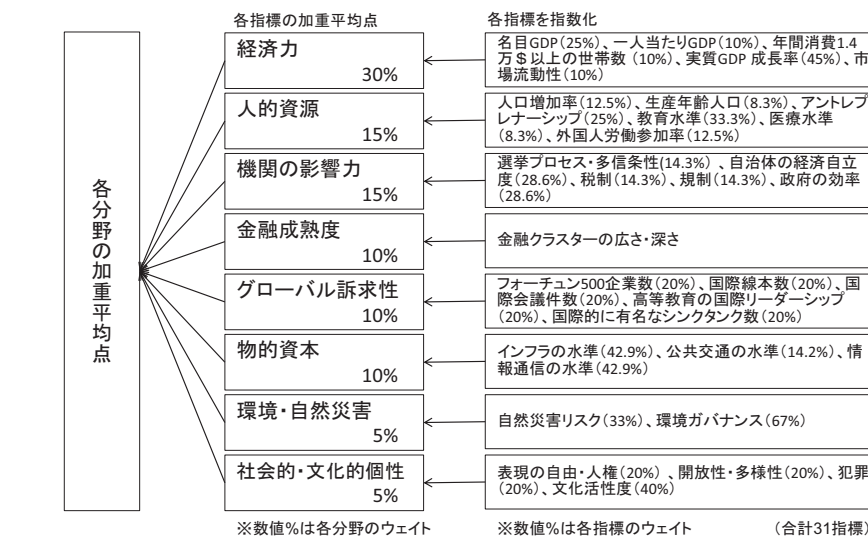 各指標の加重平均点
各指標を指数化
各分野の加重平均点
経済力
30%
名目GDP(25%)、一人当たりGDP(10%)、年間消費1.4
万$以上の世帯数(10%)、実質GDP 成長率(45%)、市
場流動性(10%)
人的資源
15%
人口増加率(12.5%)、生産年齢人口(8.3%)、アントレプ
レナーシップ(25%)、教育水準(33.3%)、医療水準
(8.3%)、外国人労働参加率(12.5%)
機関の影響力
15%
選挙プロセス・多信条性(14.3%) 、自治体の経済自立
度(28.6%)、税制(14.3%)、規制(14.3%)、政府の効率
(28.6%)
金融成熟度
10%
金融クラスターの広さ・深さ
グローバル訴求性
10%
フォーチュン500企業数(20%)、国際線本数(20%)、国
際会議件数(20%)、高等教育の国際リーダーシップ
(20%)、国際的に有名なシンクタンク数(20%)
物的資本
10%
インフラの水準(42.9%)、公共交通の水準(14.2%)、情
報通信の水準(42.9%)
環境・自然災害
5%
自然災害リスク(33%)、環境ガバナンス(67%)
社会的・文化的個性
5%
表現の自由・人権(20%) 、開放性・多様性(20%)、犯罪
(20%)、文化活性度(40%)
※数値%は各分野のウェイト
※数値%は各指標のウェイト
(合計31指標)